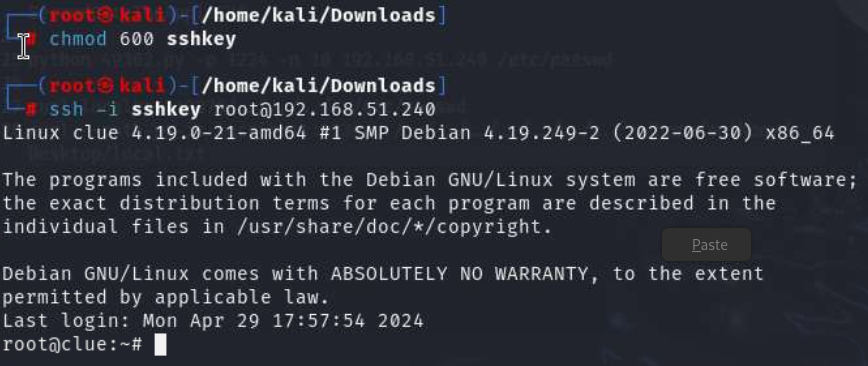 ┌──(root㉿kali)-[/home/kali/Downloads]
└─# chmod 600 sshkey
┌──(root㉿kali)-[/home/kali/Downloads]
└─# ssh -i sshkey root@192.168.51.240
Linux clue 4.19.0-21-amd64 #1 SMP Debian 4.19.249-2 (2022-06-30) x86_64
The programs included with the Debian GNU/Linux system are free software;
the exact distribution terms for each program are described in the
individual files in /usr/share/doc/*/copyright.
Paste
Debian GNU/Linux comes with ABSOLUTELY NO WARRANTY, to the extent
permitted by applicable law.
Last login: Mon Apr 29 17:57:54 2024
root@clue:~#